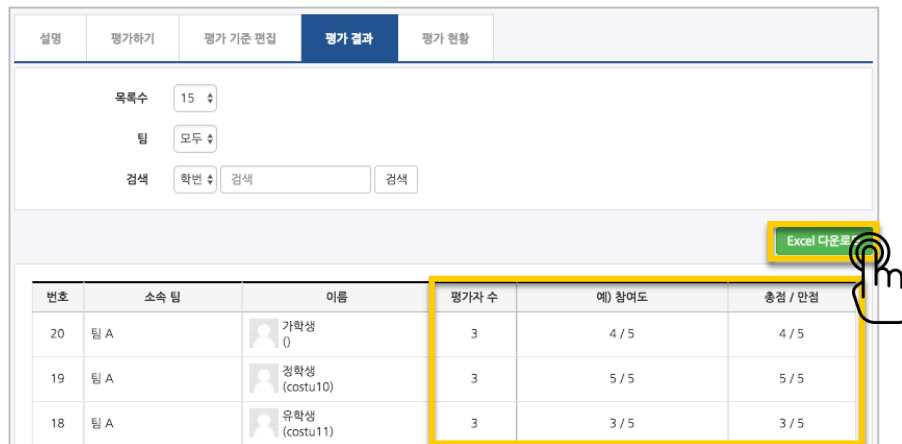 설명 평가하기 평가 기준 편집 평가 결과 평가 현황
목록수 15
팀 모두
검색 학번 검색 검색
Excel 다운로드
번호 소속 팀 이름 평가자 수 예) 참여도 총점 / 만점
20 팀 A 가학생 3 4 / 5 4 / 5
()
19 팀 A 정학생 3 5 / 5 5 / 5
(costu10)
18 팀 A 유학생 3 3 / 5 3 / 5
(costu11)